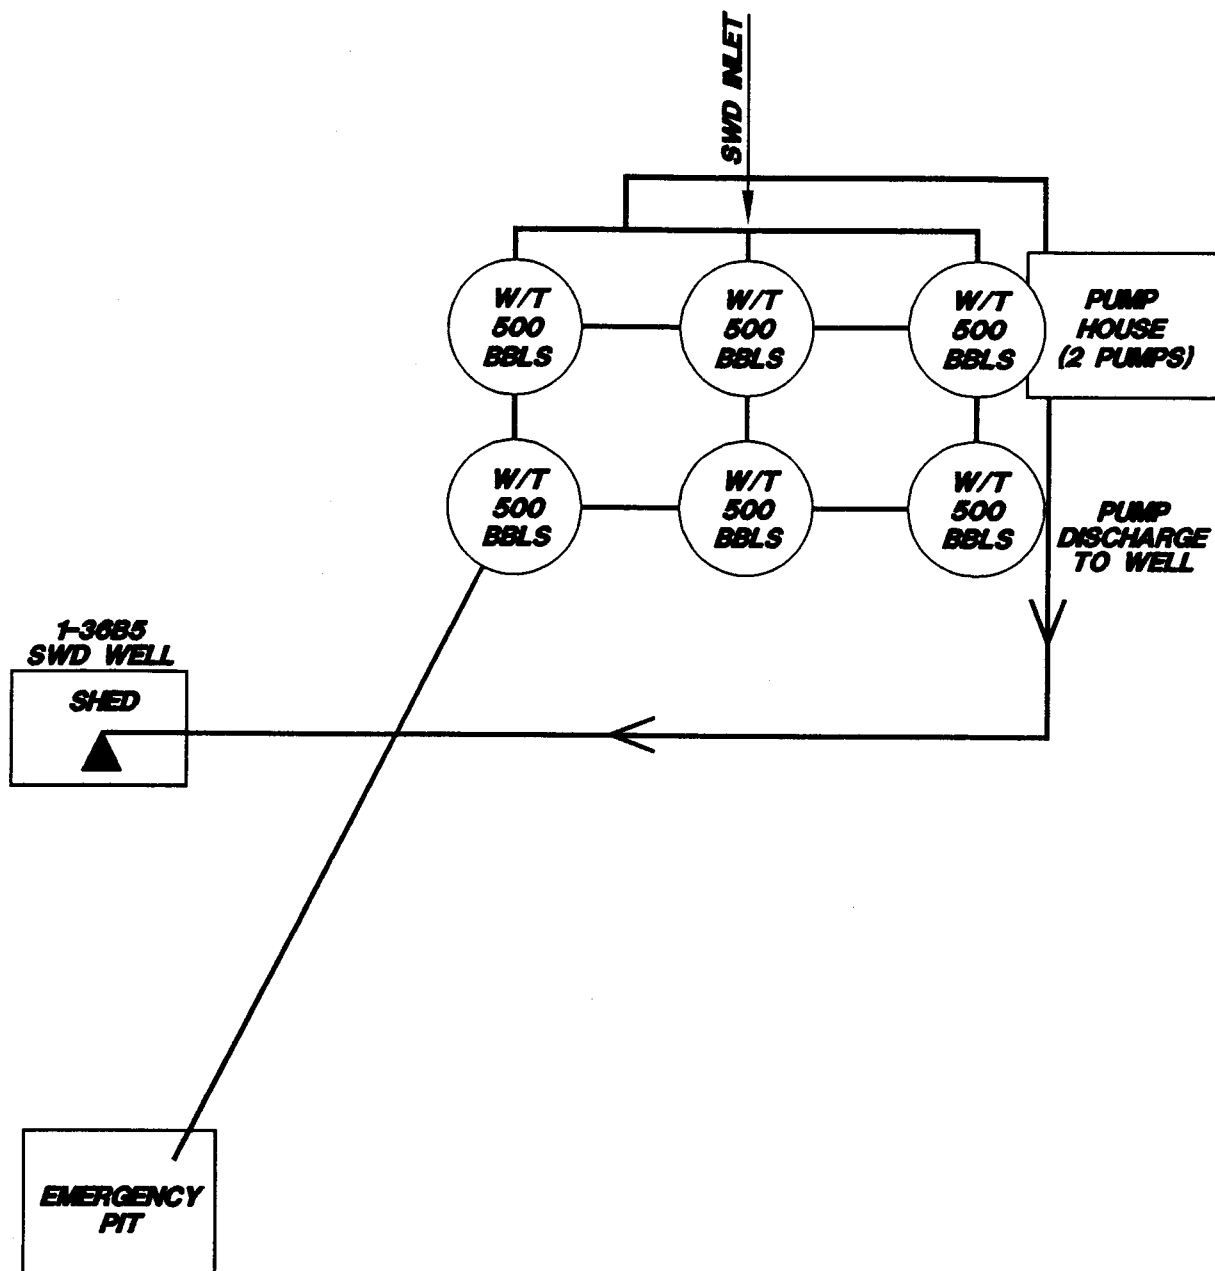 SWD INLET
W/T
500
BBLS
W/T
500
BBLS
W/T
500
BBLS
PUMP
HOUSE
(2 PUMPS)
W/T
500
BBLS
W/T
500
BBLS
W/T
500
BBLS
PUMP
DISCHARGE
TO WELL
1-36B5
SWD WELL
SHED
EMERGENCY
PIT